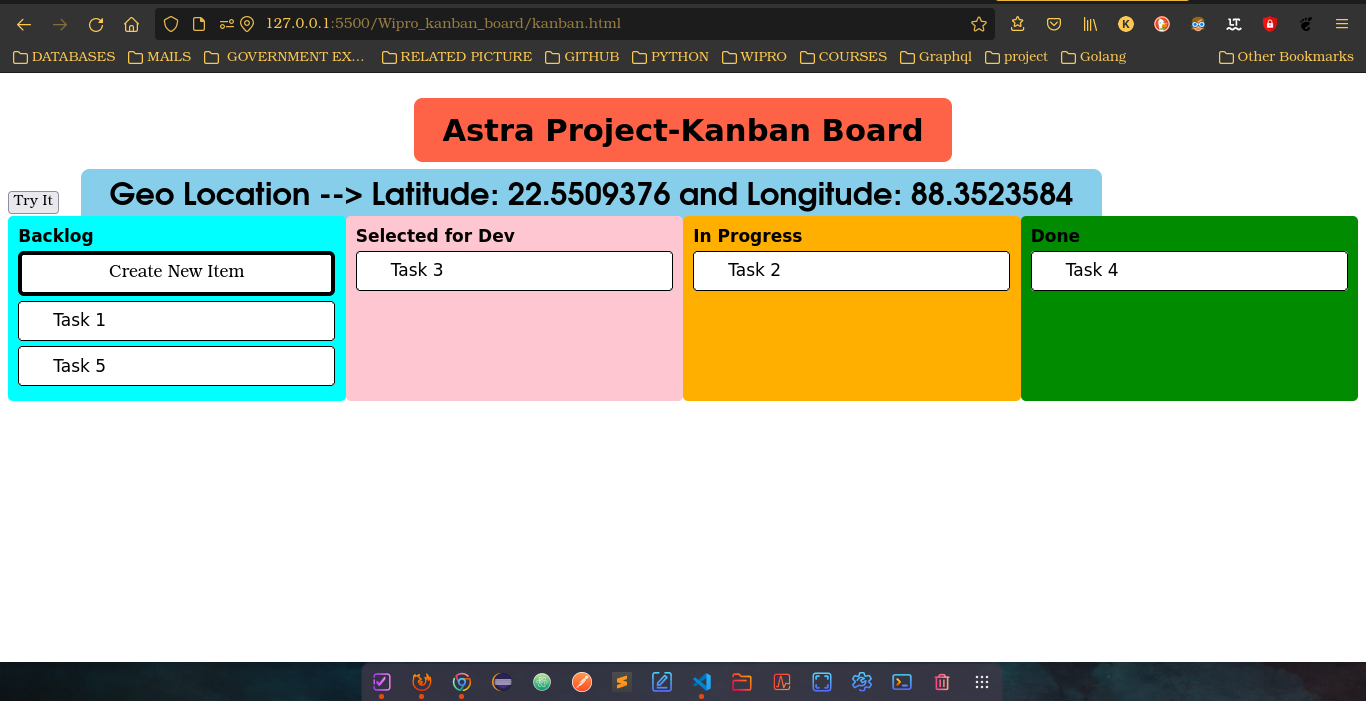 127.0.0.1:5500/Wipro_kanban_board/kanban.html
K
DATABASES MAILS GOVERNMENT EX… RELATED PICTURE GITHUB PYTHON WIPRO COURSES Graphql project Golang Other Bookmarks
Astra Project-Kanban Board
Try It Geo Location --> Latitude: 22.5509376 and Longitude: 88.3523584
Backlog Selected for Dev In Progress Done
Create New Item Task 3 Task 2 Task 4
Task 1
Task 5